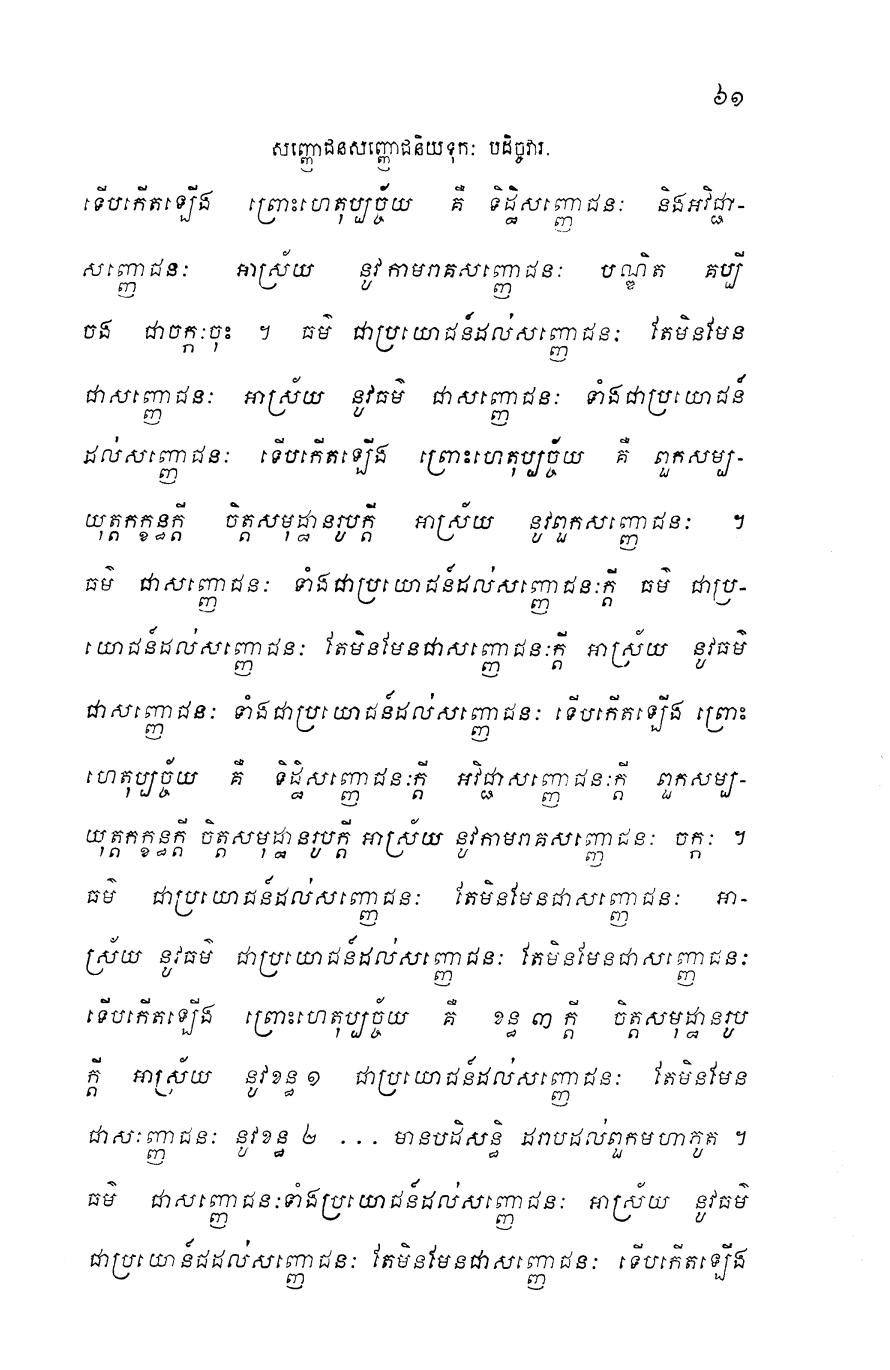 ៦១
សញ្ញោជនសញ្ញោជនិយទុកៈ បដិច្ចវារ.
ទើបកើតឡើង ព្រោះហេតុប្បច្ច័យ គឺ ទិដ្ឋិសញ្ញោជនៈ និងអវិជ្ជា-
សញ្ញោជនៈ អាស្រ័យ នូវកាមរាគសញ្ញោជនៈ បណ្ឌិត គប្បី
ចង ជាចក្កៈចុះ ។ ធម៌ ជាប្រយោជន៍ដល់សញ្ញោជនៈ តែមិនមែន
ជាសញ្ញោជនៈ អាស្រ័យ នូវធម៌ ជាសញ្ញោជនៈ ទាំងជាប្រយោជន៍
ដល់សញ្ញោជនៈ ទើបកើតឡើង ព្រោះហេតុប្បច្ច័យ គឺ ពួកសម្ប-
យុត្តកក្ខន្ធក្តី ចិត្តសមុដ្ឋានរូបក្តី អាស្រ័យ នូវពួកសញ្ញោជនៈ ។
ធម៌ ជាសញ្ញោជនៈ ទាំងជាប្រយោជន៍ដល់សញ្ញោជនៈក្តី ធម៌ ជាប្រ-
យោជន៍ដល់សញ្ញោជនៈ តែមិនមែនជាសញ្ញោជនៈក្តី អាស្រ័យ នូវធម៌
ជាសញ្ញោជនៈ ទាំងជាប្រយោជន៍ដល់សញ្ញោជនៈ ទើបកើតឡើង ព្រោះ
ហេតុប្បច្ច័យ គឺ ទិដ្ឋិសញ្ញោជនៈក្តី អវិជ្ជាសញ្ញោជនៈក្តី ពួកសម្ប-
យុត្តកក្ខន្ធក្តី ចិត្តសមុដ្ឋានរូបក្តី អាស្រ័យ នូវកាមរាគសញ្ញោជនៈ ចក្កៈ ។
ធម៌ ជាប្រយោជន៍ដល់សញ្ញោជនៈ តែមិនមែនជាសញ្ញោជនៈ អា-
ស្រ័យ នូវធម៌ ជាប្រយោជន៍ដល់សញ្ញោជនៈ តែមិនមែនជាសញ្ញោជនៈ
ទើបកើតឡើង ព្រោះហេតុប្បច្ច័យ គឺ ខន្ធ ៣ ក្តី ចិត្តសមុដ្ឋានរូប
ក្តី អាស្រ័យ នូវខន្ធ ១ ជាប្រយោជន៍ដល់សញ្ញោជនៈ តែមិនមែន
ជាសៈញ្ញោជនៈ នូវខន្ធ ២ ... មានបដិសន្ធិ ដរាបដល់ពួកមហាភូត ។
ធម៌ ជាសញ្ញោជនៈទាំងប្រយោជន៍ដល់សញ្ញោជនៈ អាស្រ័យ នូវធម៌
ជាប្រយោន៍ជដល់សញ្ញោជនៈ តែមិនមែនជាសញ្ញោជនៈ ទើបកើតឡើង